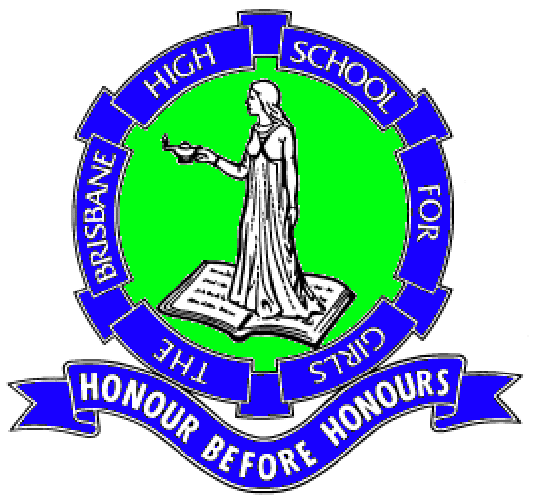 THE BRISBANE HIGH SCHOOL FOR GIRLS
HONOUR BEFORE HONOURS